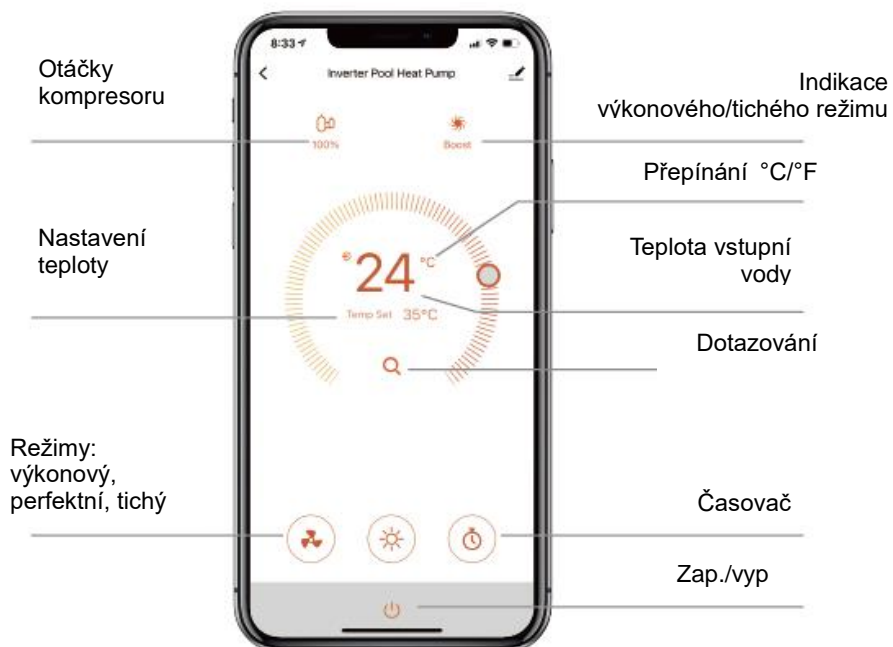 8:33
Inverter Pool Heat Pump
Otáčky
kompresoru
Indikace
výkonového/tichého režimu
100%
Boost
Přepínání °C/°F
Nastavení
teploty
24 °C
Teplota vstupní
vody
Temp Set 35°C
Dotazování
Režimy:
výkonový,
perfektní, tichý
Časovač
Zap./vyp